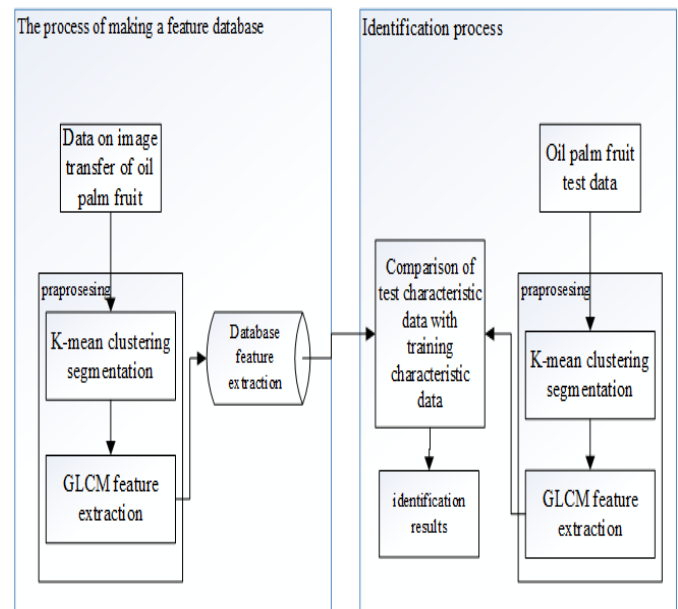 The process of making a feature database
Data on image
transfer of oil
palm fruit
praprosesing
K-mean clustering
segmentation
GLCM feature
extraction
Database
feature
extraction
Identification process
Oil palm fruit
test data
praprosesing
K-mean clustering
segmentation
GLCM feature
extraction
Comparison of
test characteristic
data with
training
characteristic
data
identification
results